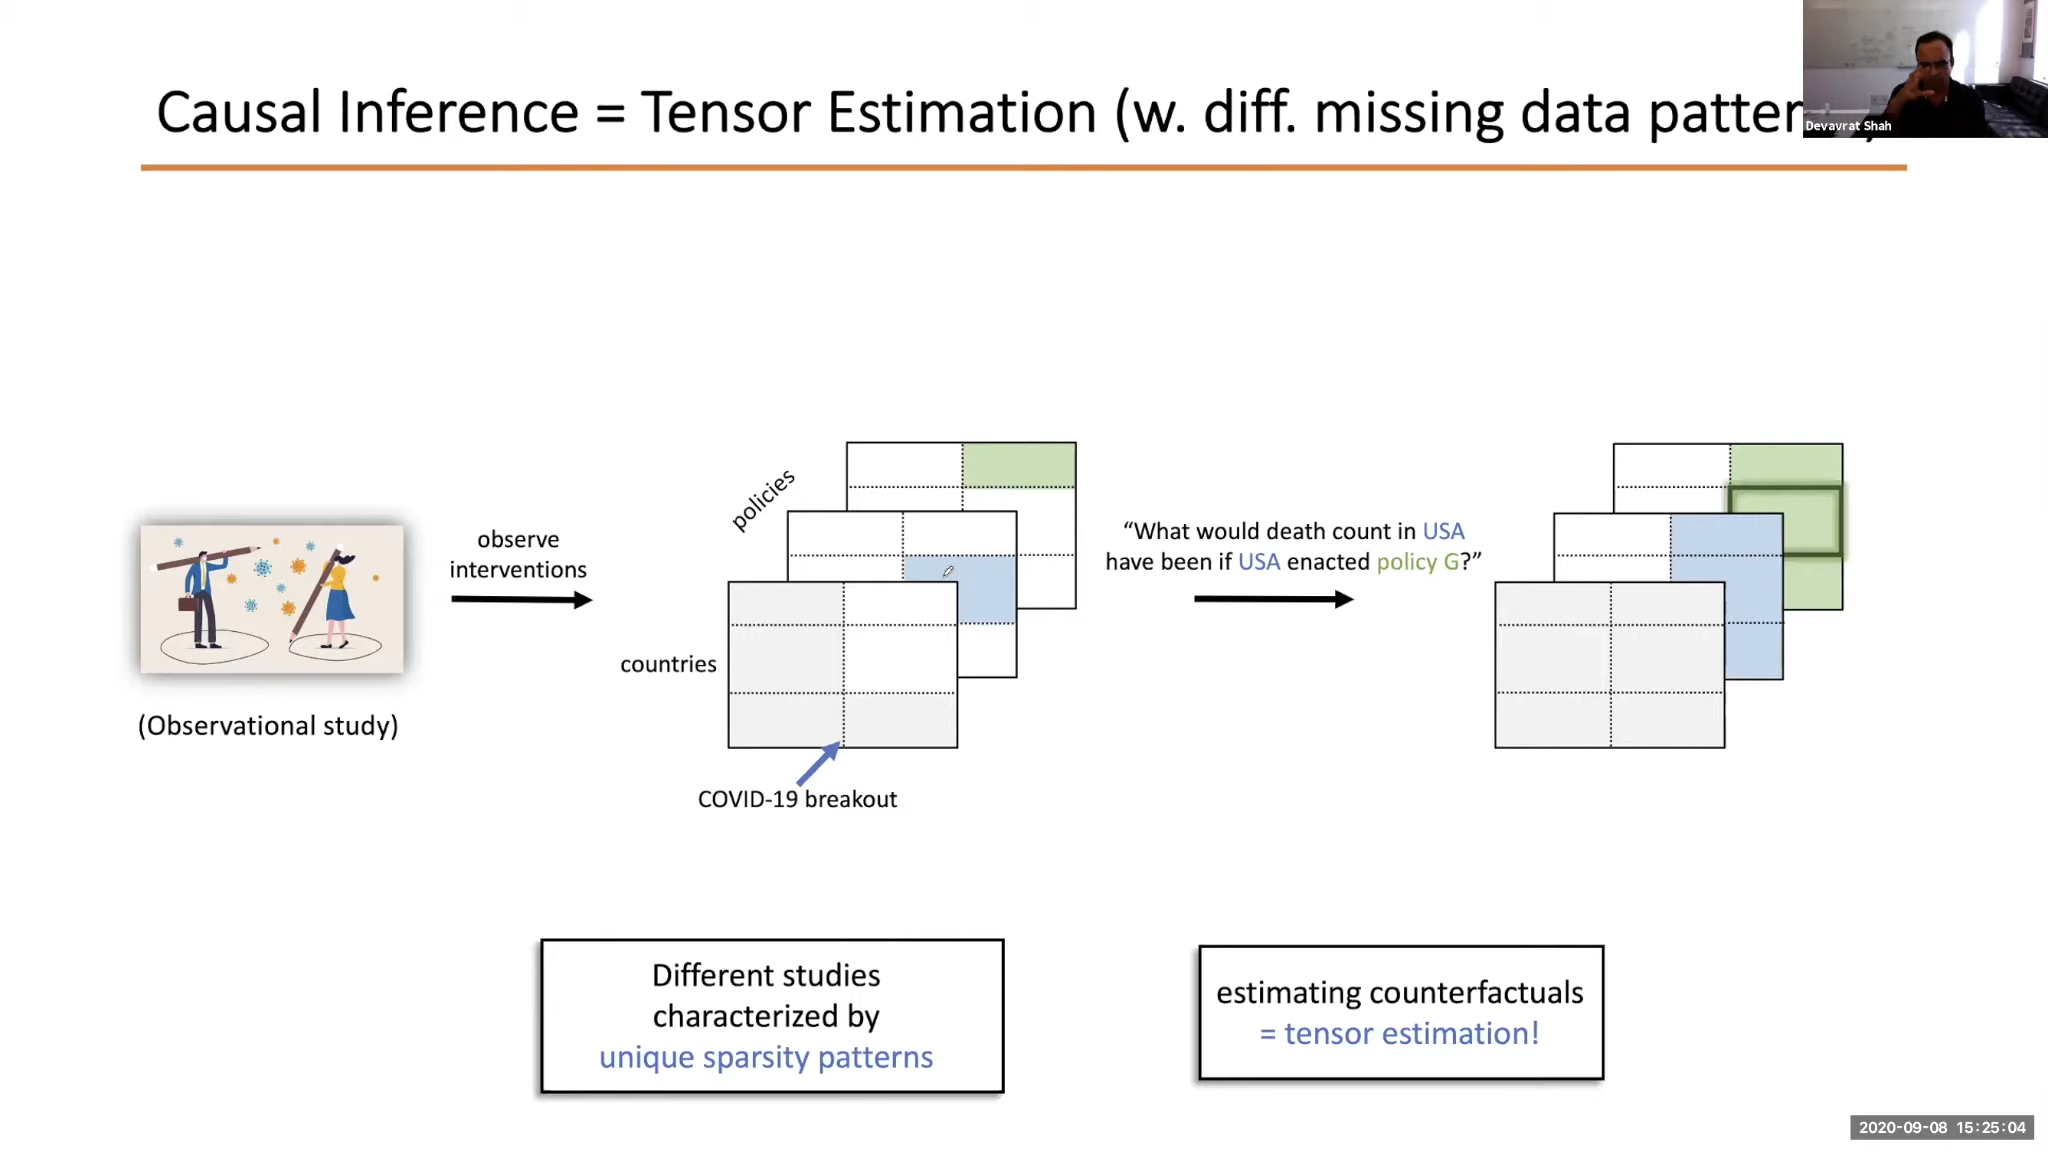 Causal Inference = Tensor Estimation (w. diff. missing data
Devavrat Shah
policies
observe
interventions
countries
COVID-19 breakout
(Observational study)
“What would death count in USA
have been if USA enacted policy G?”
Different studies
characterized by
unique sparsity patterns
estimating counterfactuals
= tensor estimation!
2020-09-08 15:25:04